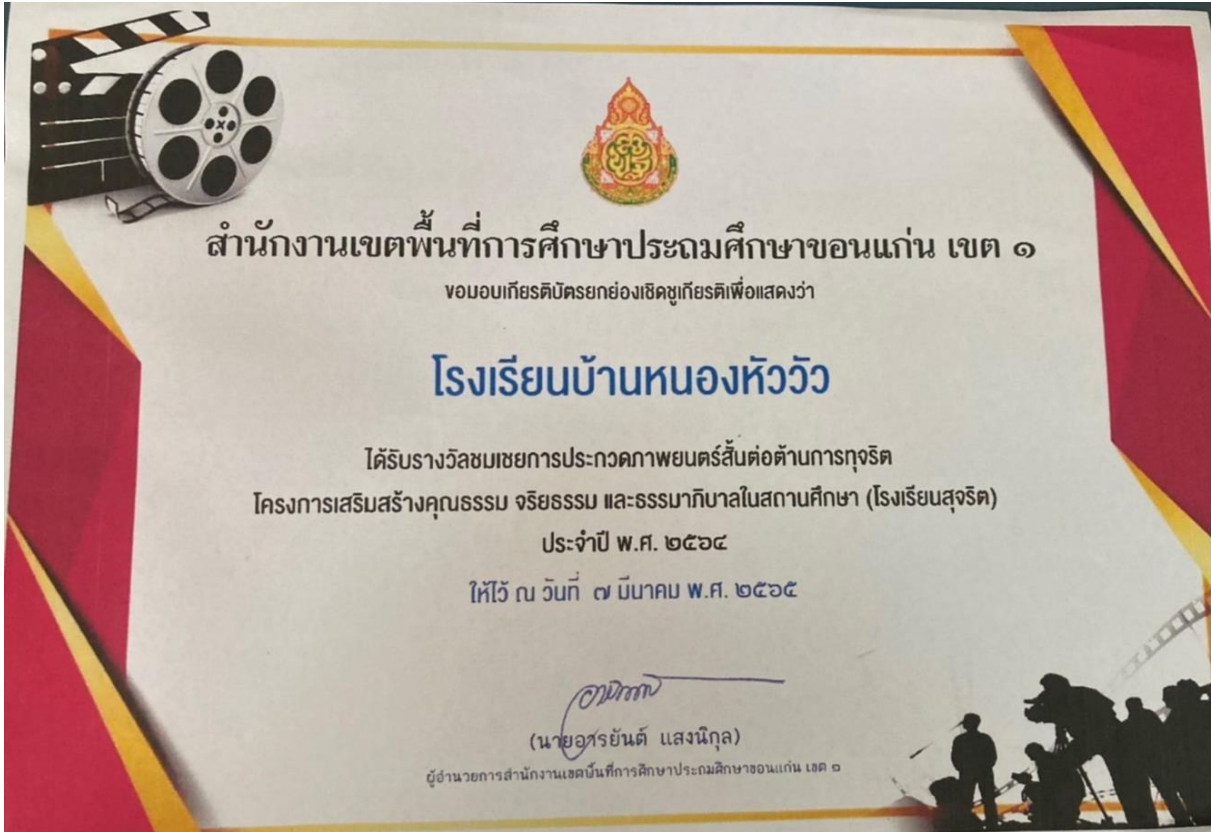 สำนักงานเขตพื้นที่การศึกษาประถมศึกษาขอนแก่น เขต ๑
ขอมอบเกียรติบัตรยกย่องเชิดชูเกียรติเพื่อแสดงว่า
โรงเรียนบ้านหนองหัววัว
ได้รับรางวัลชมเชยการประกวดภาพยนตร์สั้นต่อต้านการทุจริต
โครงการเสริมสร้างคุณธรรม จริยธรรม และธรรมาภิบาลในสถานศึกษา (โรงเรียนสุจริต)
ประจำปี พ.ศ. ๒๕๖๔
ให้ไว้ ณ วันที่ ๗ มีนาคม พ.ศ. ๒๕๖๕
(นายอารยันต์ แสงนิกุล)
ผู้อำนวยการสำนักงานเขตพื้นที่การศึกษาประถมศึกษาขอนแก่น เขต ๑